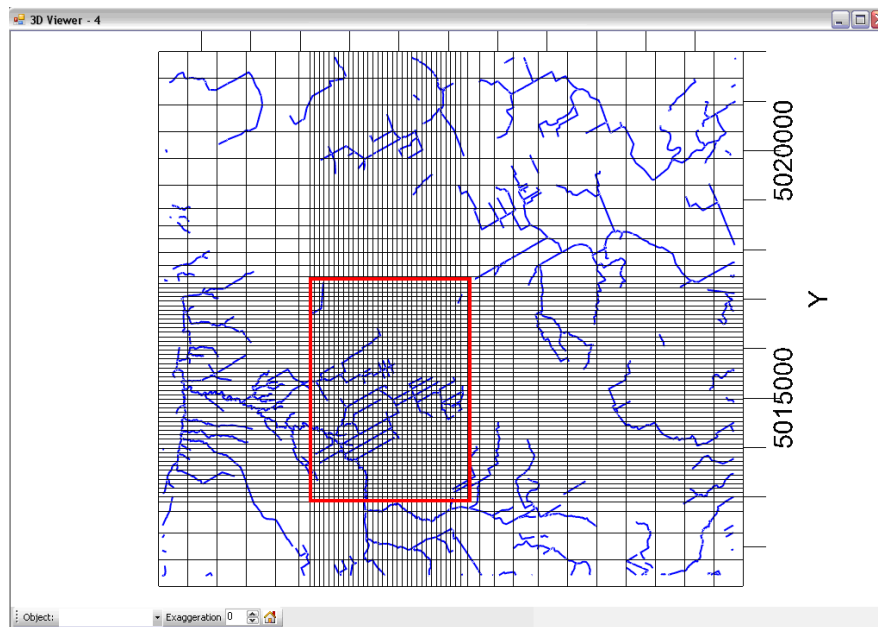 3D Viewer - 4
5020000
Y
5015000
Object:
Exaggeration 0